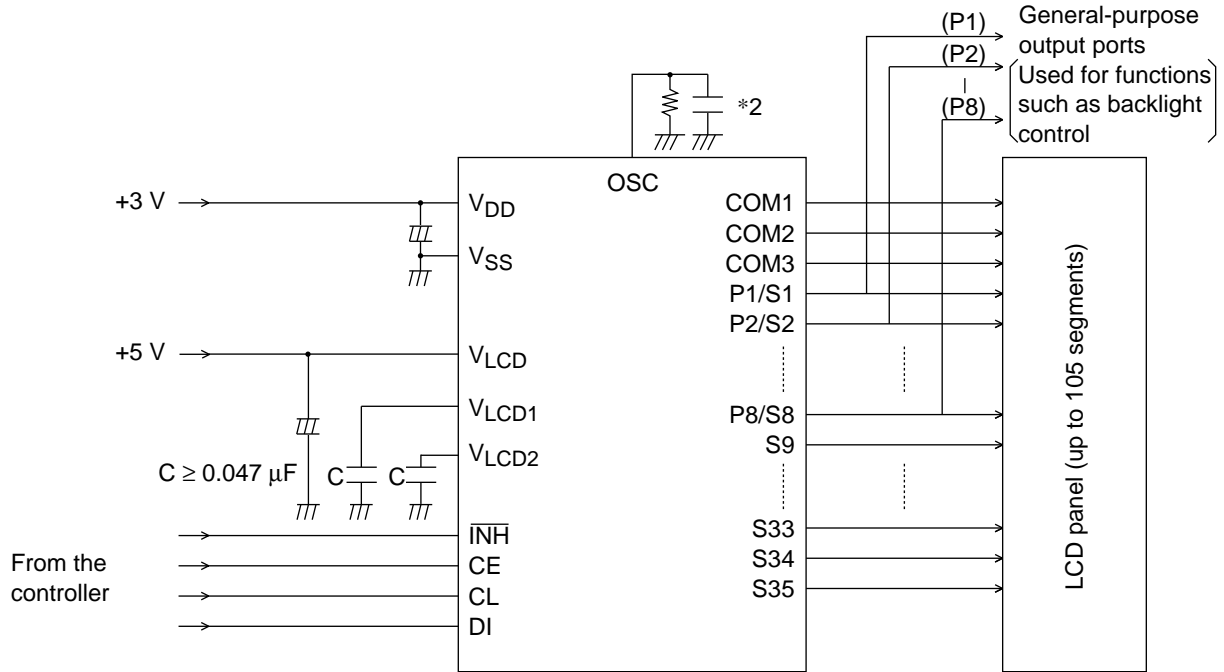 (P1)
General-purpose
output ports
(P2)
Used for functions
such as backlight
control
(P8)
*2
OSC
+3 V
VDD
VSS
+5 V
VLCD
VLCD1
VLCD2
C ≥ 0.047 μF
C
C
From the
controller
INH
CE
CL
DI
COM1
COM2
COM3
P1/S1
P2/S2
P8/S8
S9
S33
S34
S35
LCD panel (up to 105 segments)